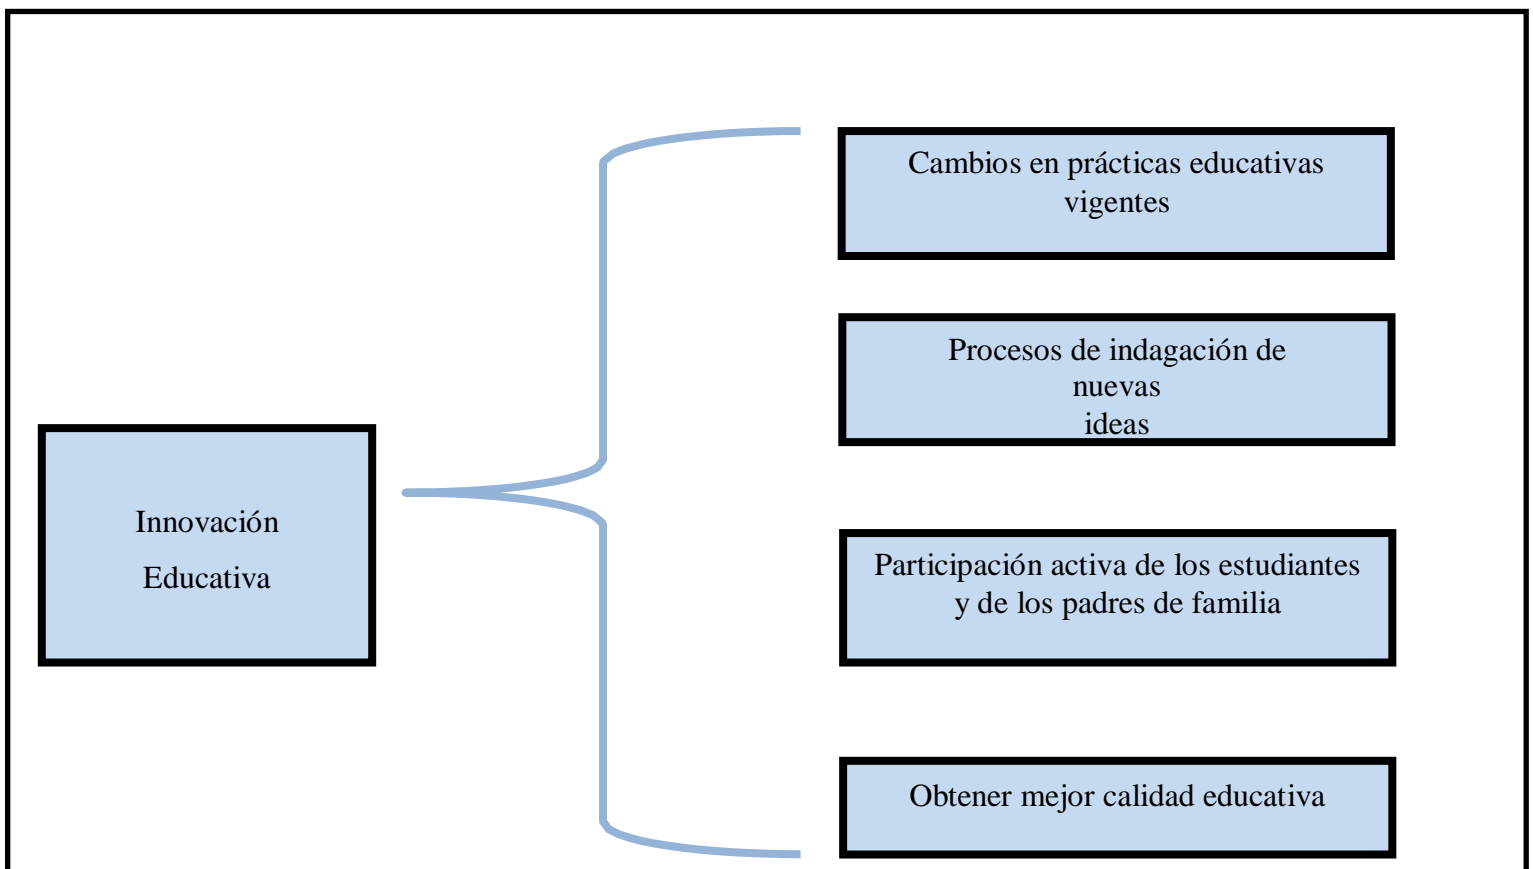 Innovación
Educativa
Cambios en prácticas educativas
vigentes
Procesos de indagación de
nuevas
ideas
Participación activa de los estudiantes
y de los padres de familia
Obtener mejor calidad educativa